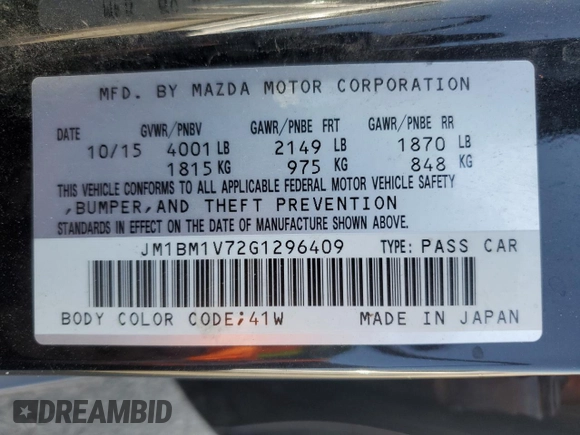 MFD. BY MAZDA MOTOR CORPORATION
DATE GVWR/PNBV GAWR/PNBE FRT GAWR/PNBE RR
10/15 4001 LB 2149 LB 1870 LB
1815 KG 975 KG 848 KG
THIS VEHICLE CONFORMS TO ALL APPLICABLE FEDERAL MOTOR VEHICLE SAFETY
,BUMPER,AND THEFT PREVENTION
STANDARDS IN EFFECT ON THE DATE OF MANUFACTURE SHOWN ABOVE.
JM1BM1V72G1296409 TYPE: PASS CAR
BODY COLOR CODE;41W MADE IN JAPAN
DREAMBID